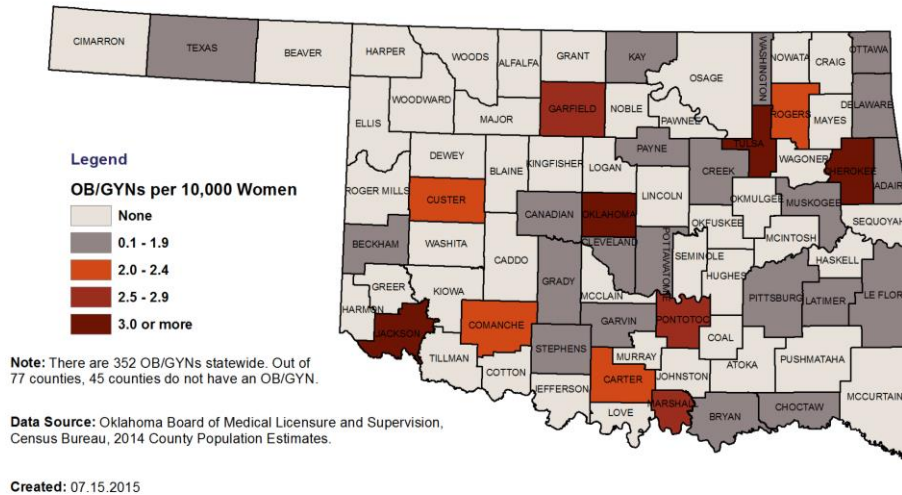 CIMARRON
TEXAS
BEAVER
HARPER
WOODS
ALFALFA
GRANT
KAY
OSAGE
WASHINGTON
NOWATA
CRAIG
OTTAWA
ELLIS
WOODWARD
MAJOR
GARFIELD
NOBLE
PAWNEE
TULSA
ROGERS
MAYES
DELAWARE
DEWEY
BLAINE
KINGFISHER
LOGAN
PAYNE
CREEK
WAGONER
CHEROKEE
ADAIR
ROGER MILLS
CUSTER
CANADIAN
OKLAHOMA
LINCOLN
OKFUSKEE
OKMULGEE
MUSKOGEE
SEQUOYAH
BECKHAM
WASHITA
CADDO
GRADY
CLEVELAND
POTTAWATOMIE
SEMINOLE
HUGHES
MCINTOSH
HASKELL
HARMON
GREER
KIOWA
MCCLAIN
PITTSBURG
LATIMER
LE FLOR
JACKSON
COMANCHE
STEPHENS
GARVIN
PONTOTOC
COAL
TILLMAN
COTTON
MURRAY
JOHNSTON
ATOKA
PUSHMATAHA
JEFFERSON
CARTER
LOVE
MARSHALL
BRYAN
CHOCTAW
MCCURTAIN
Legend
OB/GYNs per 10,000 Women
None
0.1 - 1.9
2.0 - 2.4
2.5 - 2.9
3.0 or more
Note: There are 352 OB/GYNs statewide. Out of
77 counties, 45 counties do not have an OB/GYN.
Data Source: Oklahoma Board of Medical Licensure and Supervision,
Census Bureau, 2014 County Population Estimates.
Created: 07.15.2015